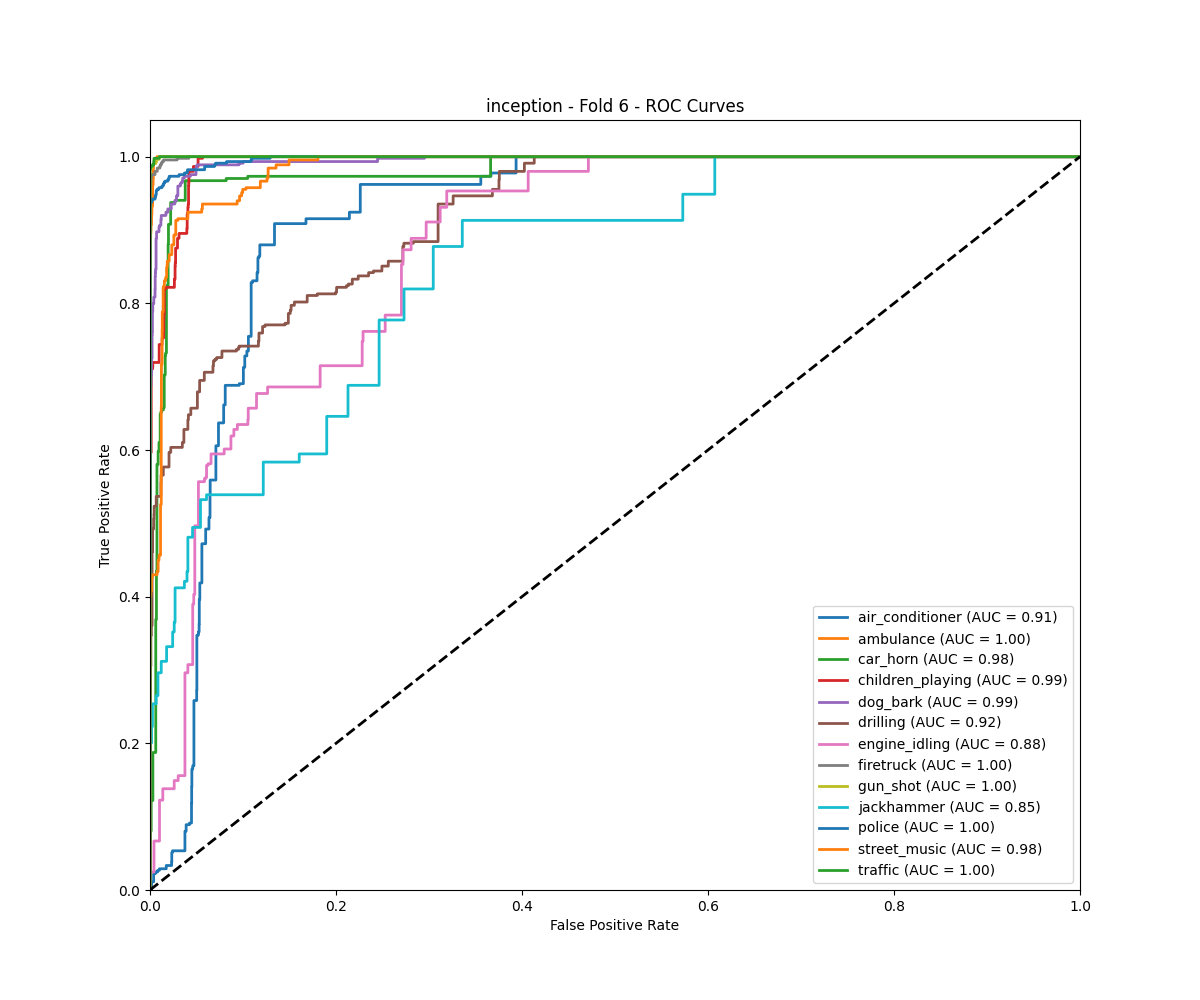 inception - Fold 6 - ROC Curves
True Positive Rate
1.0
0.8
0.6
0.4
0.2
0.0
0.0 0.2 0.4 0.6 0.8 1.0
False Positive Rate
air_conditioner (AUC = 0.91)
ambulance (AUC = 1.00)
car_horn (AUC = 0.98)
children_playing (AUC = 0.99)
dog_bark (AUC = 0.99)
drilling (AUC = 0.92)
engine_idling (AUC = 0.88)
firetruck (AUC = 1.00)
gun_shot (AUC = 1.00)
jackhammer (AUC = 0.85)
police (AUC = 1.00)
street_music (AUC = 0.98)
traffic (AUC = 1.00)